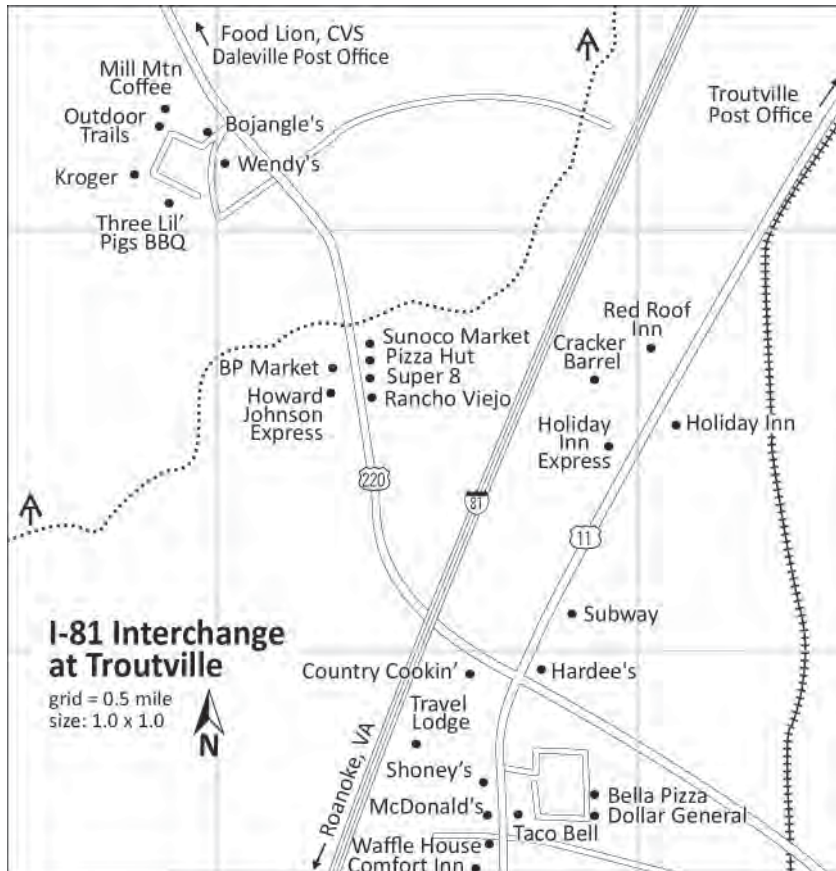 Food Lion, CVS
Daleville Post Office
Mill Mtn
Coffee
Outdoor
Trails
Bojangle's
Wendy's
Kroger
Three Lil'
Pigs BBQ
Troutville
Post Office
Sunoco Market
Pizza Hut
Super 8
Rancho Viejo
BP Market
Howard
Johnson
Express
Red Roof
Inn
Cracker
Barrel
Holiday Inn
Holiday
Inn
Express
220
81
11
Subway
I-81 Interchange
at Troutville
grid = 0.5 mile
size: 1.0 x 1.0
N
Country Cookin'
Hardee's
Travel
Lodge
Roanoke, VA
Shoney's
McDonald's
Taco Bell
Bella Pizza
Dollar General
Waffle House
Comfort Inn